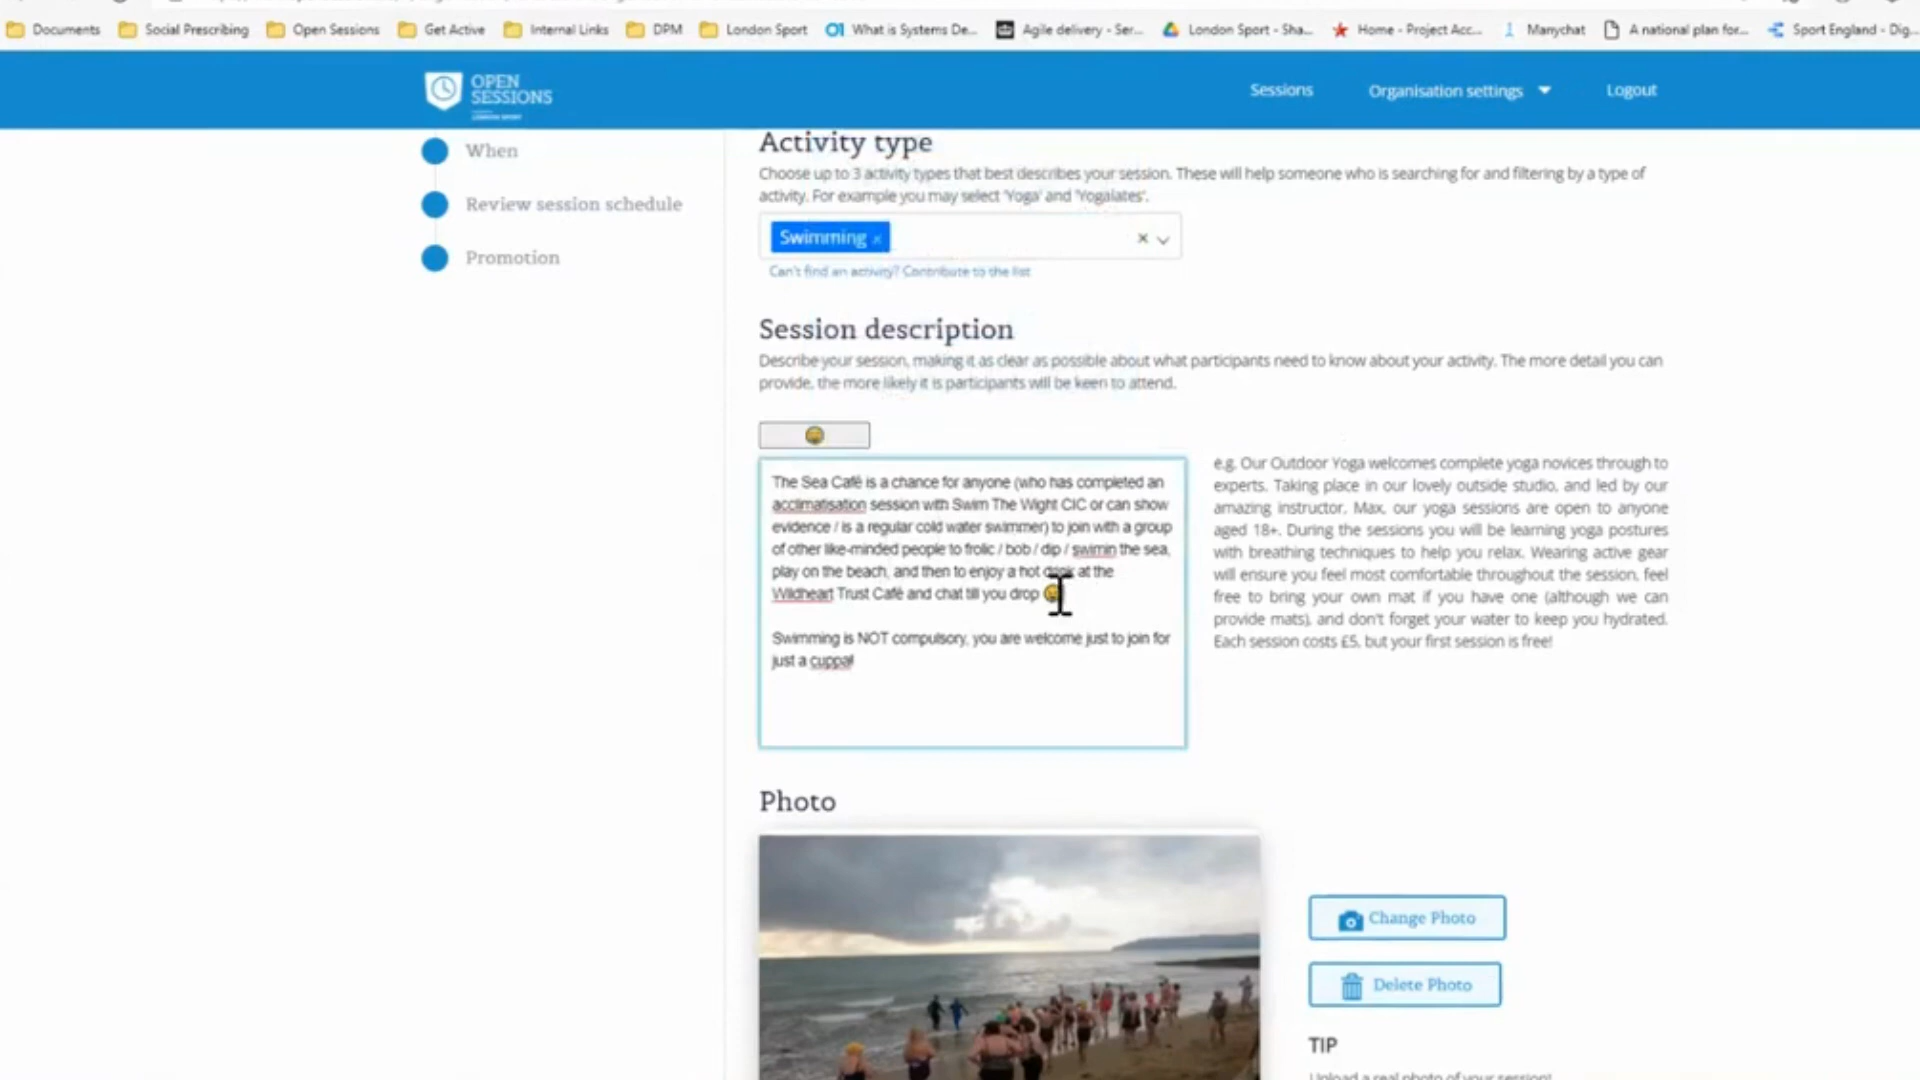 Documents Social Prescribing Open Sessions Get Active Internal Links DPM London Sport What is Systems De... Agile delivery - Ser... London Sport - Sha... Home - Project Acc... Manychat A national plan for... Sport England - Dig...
OPEN
SESSIONS
LONDON SPORT
Sessions Organisation settings Logout
When
Review session schedule
Promotion
Activity type
Choose up to 3 activity types that best describes your session. These will help someone who is searching for and filtering by a type of
activity. For example you may select 'Yoga' and 'Yogalates'.
Swimming ×
Can't find an activity? Contribute to the list
Session description
Describe your session, making it as clear as possible about what participants need to know about your activity. The more detail you can
provide, the more likely it is participants will be keen to attend.
The Sea Café is a chance for anyone (who has completed an
acclimatisation session with Swim The Wight CIC or can show
evidence / is a regular cold water swimmer) to join with a group
of other like-minded people to frolic / bob / dip / swimin the sea,
play on the beach, and then to enjoy a hot drink at the
Wildheart Trust Café and chat till you drop
Swimming is NOT compulsory, you are welcome just to join for
just a cuppa!
e.g. Our Outdoor Yoga welcomes complete yoga novices through to
experts. Taking place in our lovely outside studio, and led by our
amazing instructor, Max, our yoga sessions are open to anyone
aged 18+. During the sessions you will be learning yoga postures
with breathing techniques to help you relax. Wearing active gear
will ensure you feel most comfortable throughout the session, feel
free to bring your own mat if you have one (although we can
provide mats), and don't forget your water to keep you hydrated.
Each session costs £5, but your first session is free!
Photo
Change Photo
Delete Photo
TIP
Upload a real photo of your session!